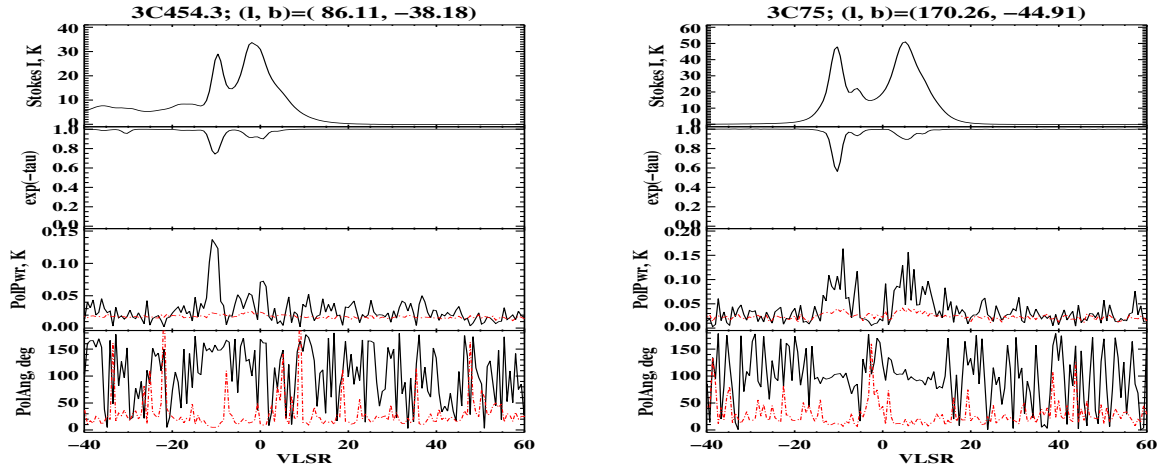 3C454.3; (l, b)=( 86.11, −38.18)
Stokes I, K
40
30
20
10
0
exp(−tau)
1.0
0.8
0.6
0.4
0.2
0.0
PolPwr, K
0.15
0.10
0.05
0.00
PolAng, deg
150
100
50
0
−40 −20 0 20 40 60
VLSR
3C75; (l, b)=(170.26, −44.91)
Stokes I, K
60
50
40
30
20
10
0
exp(−tau)
1.0
0.8
0.6
0.4
0.2
0.0
PolPwr, K
0.20
0.15
0.10
0.05
0.00
PolAng, deg
150
100
50
0
−40 −20 0 20 40 60
VLSR